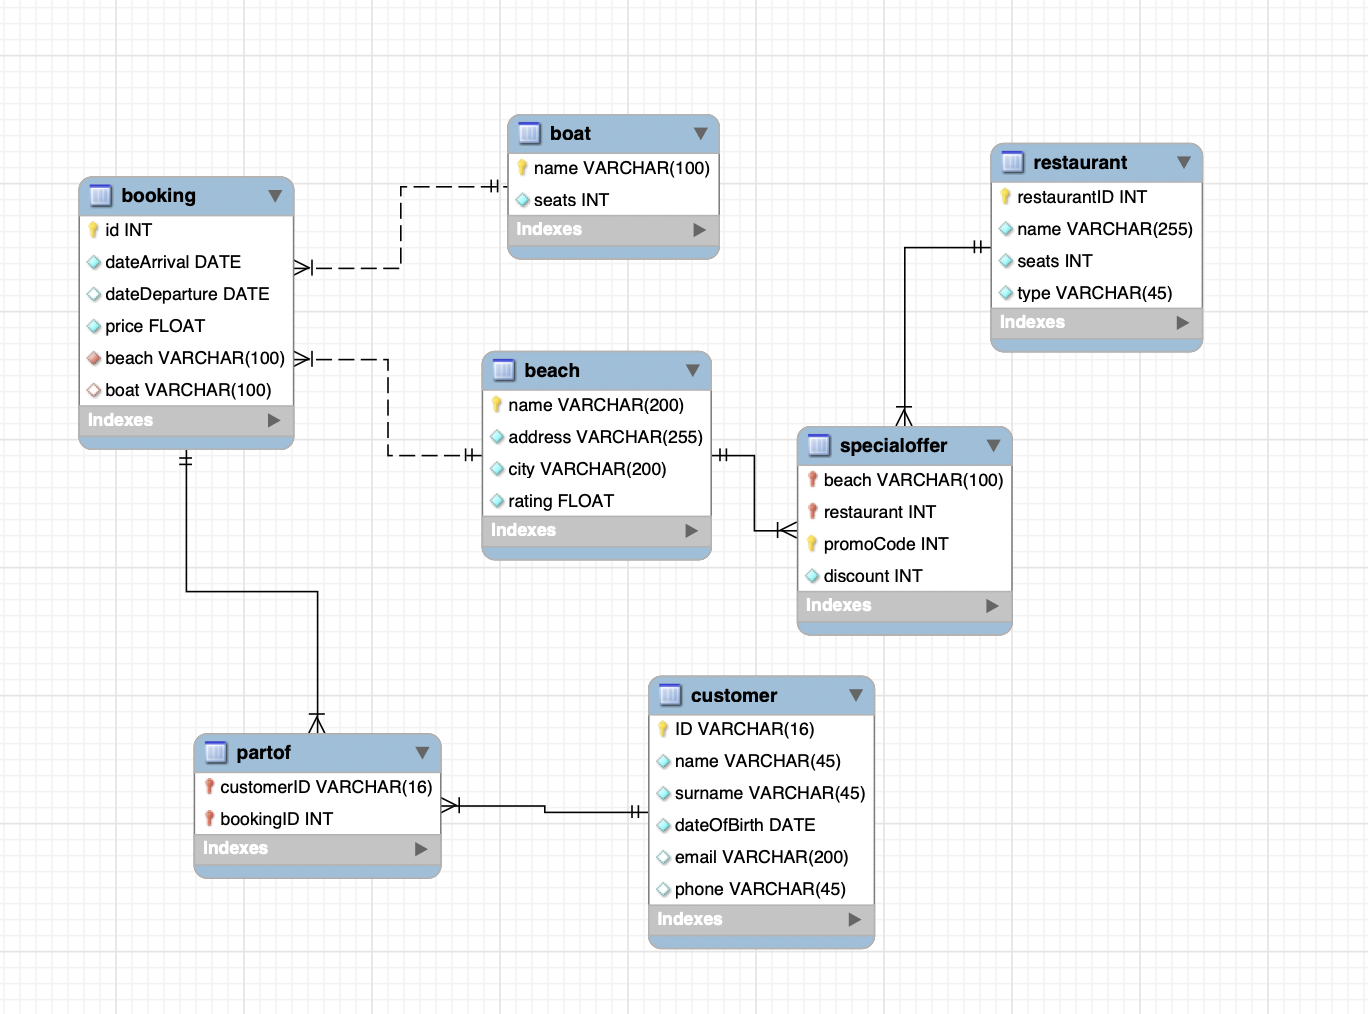 boat
name VARCHAR(100)
seats INT
Indexes
restaurant
restaurantID INT
name VARCHAR(255)
seats INT
type VARCHAR(45)
Indexes
booking
id INT
dateArrival DATE
dateDeparture DATE
price FLOAT
beach VARCHAR(100)
boat VARCHAR(100)
Indexes
beach
name VARCHAR(200)
address VARCHAR(255)
city VARCHAR(200)
rating FLOAT
Indexes
specialoffer
beach VARCHAR(100)
restaurant INT
promoCode INT
discount INT
Indexes
customer
ID VARCHAR(16)
name VARCHAR(45)
surname VARCHAR(45)
dateOfBirth DATE
email VARCHAR(200)
phone VARCHAR(45)
Indexes
partof
customerID VARCHAR(16)
bookingID INT
Indexes